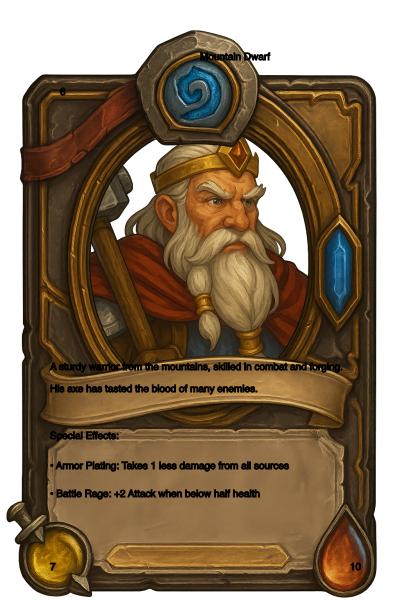 Mountain Dwarf
8
A sturdy warrior from the mountains, skilled in combat and forging.
His axe has tasted the blood of many enemies.
Special Effects:
• Armor Plating: Takes 1 less damage from all sources
• Battle Rage: +2 Attack when below half health
7
10